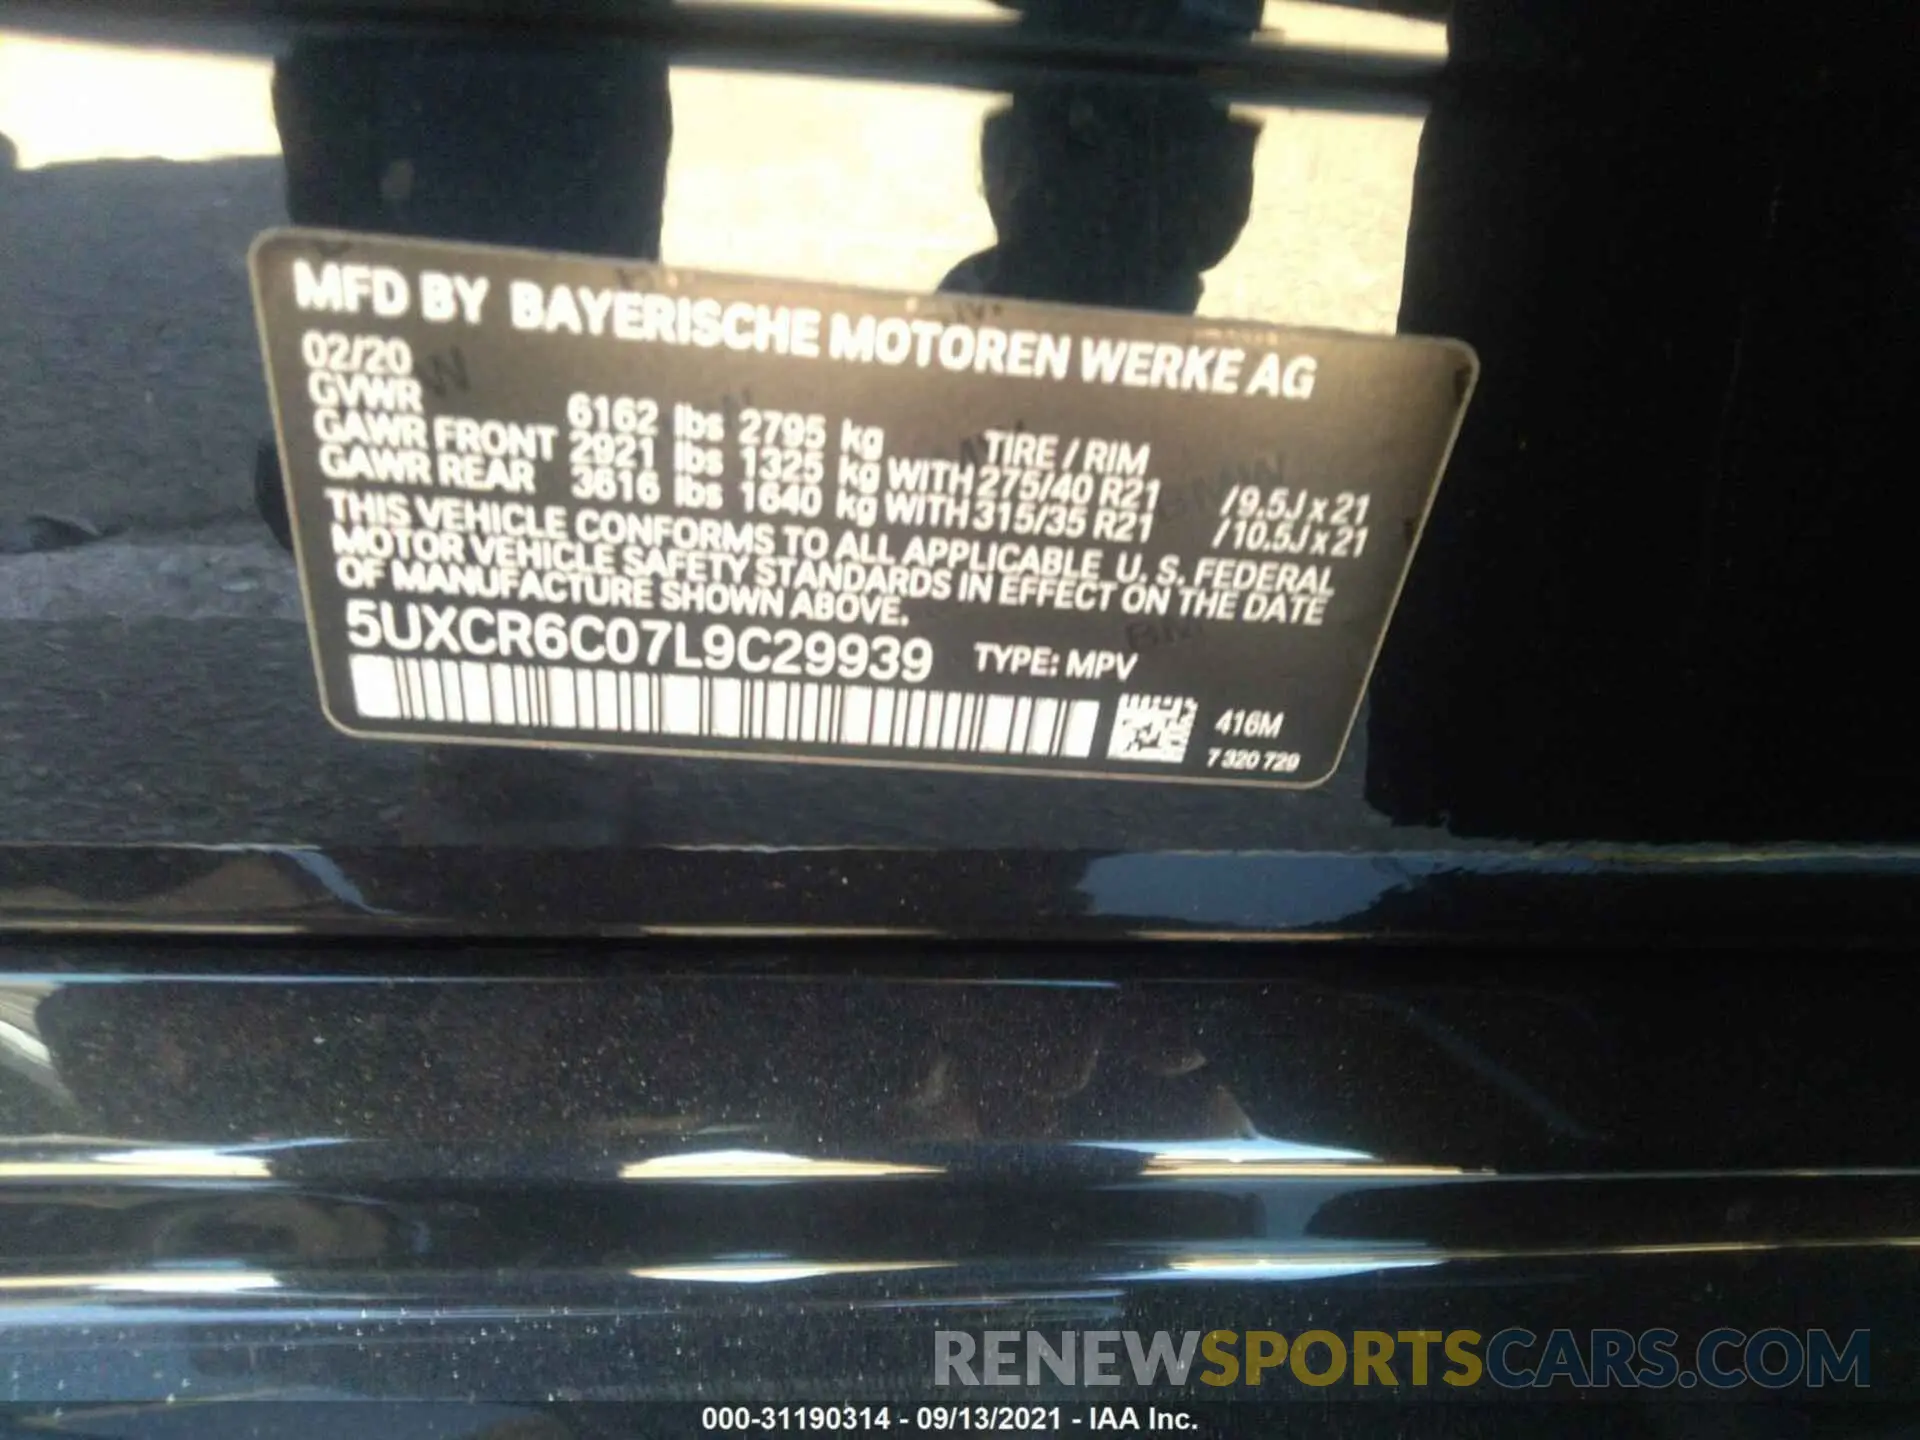 MFD BY BAYERISCHE MOTOREN WERKE AG
02/20
GVWR 6162 lbs 2795 kg TIRE / RIM
GAWR FRONT 2921 lbs 1325 kg WITH 275/40 R21 /9.5J x 21
GAWR REAR 3616 lbs 1640 kg WITH 315/35 R21 /10.5J x 21
THIS VEHICLE CONFORMS TO ALL APPLICABLE U. S. FEDERAL
MOTOR VEHICLE SAFETY STANDARDS IN EFFECT ON THE DATE
OF MANUFACTURE SHOWN ABOVE.
5UXCR6C07L9C29939 TYPE: MPV
416M
7 320 729
RENEWSPORTSCARS.COM
000-31190314 - 09/13/2021 - IAA Inc.